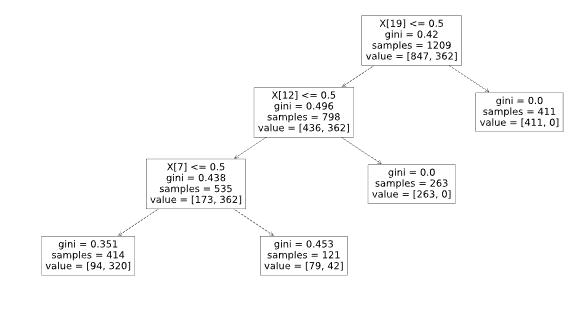 X[19] <= 0.5
gini = 0.42
samples = 1209
value = [847, 362]
X[12] <= 0.5
gini = 0.496
samples = 798
value = [436, 362]
gini = 0.0
samples = 411
value = [411, 0]
X[7] <= 0.5
gini = 0.438
samples = 535
value = [173, 362]
gini = 0.0
samples = 263
value = [263, 0]
gini = 0.351
samples = 414
value = [94, 320]
gini = 0.453
samples = 121
value = [79, 42]